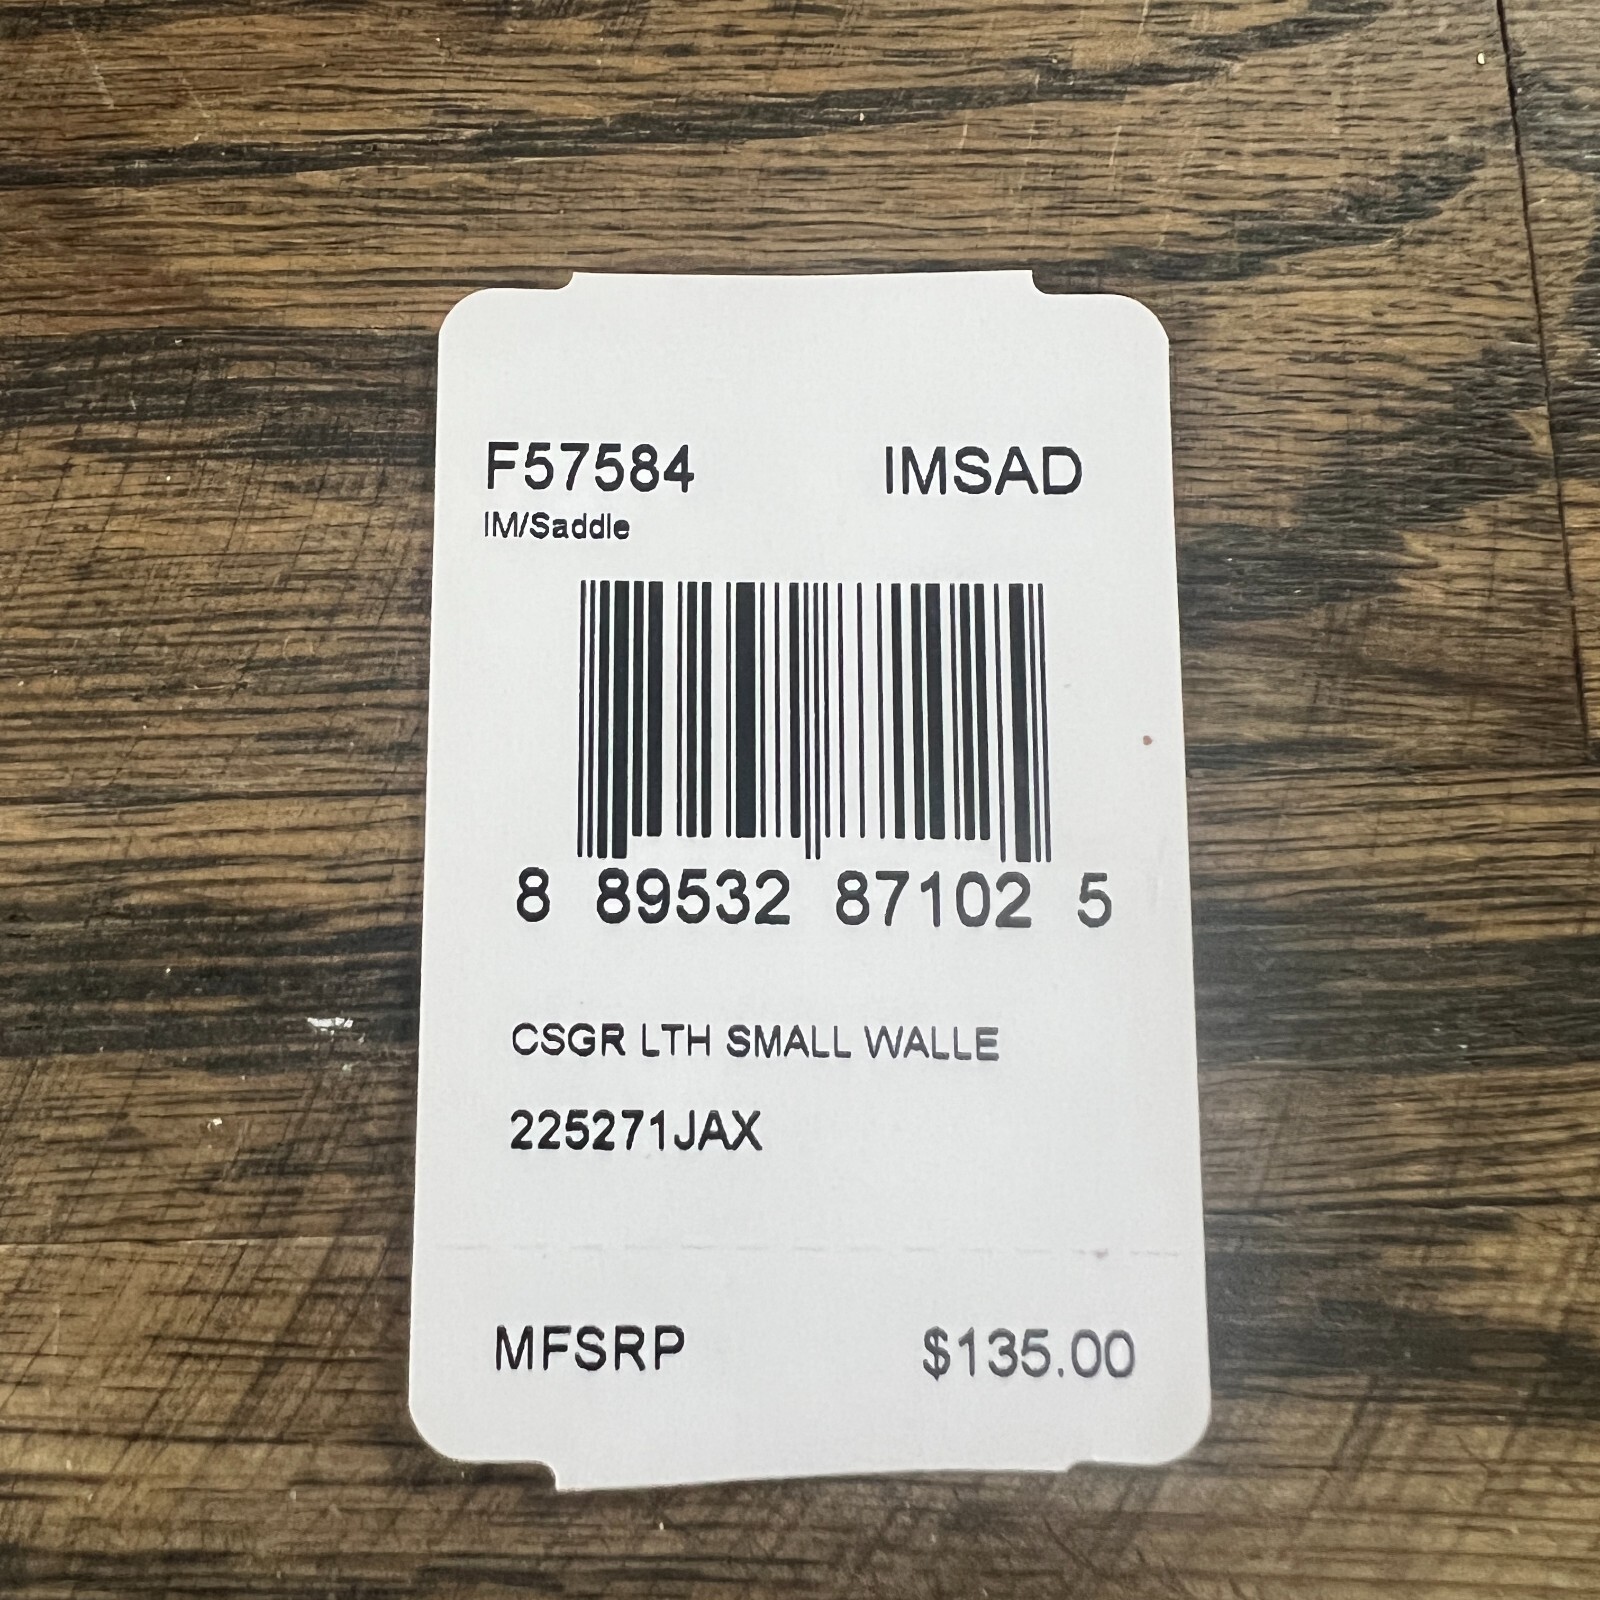 F57584 IMSAD
IM/Saddle
8 89532 87102 5
CSGR LTH SMALL WALLE
225271JAX
MFSRP $135.00